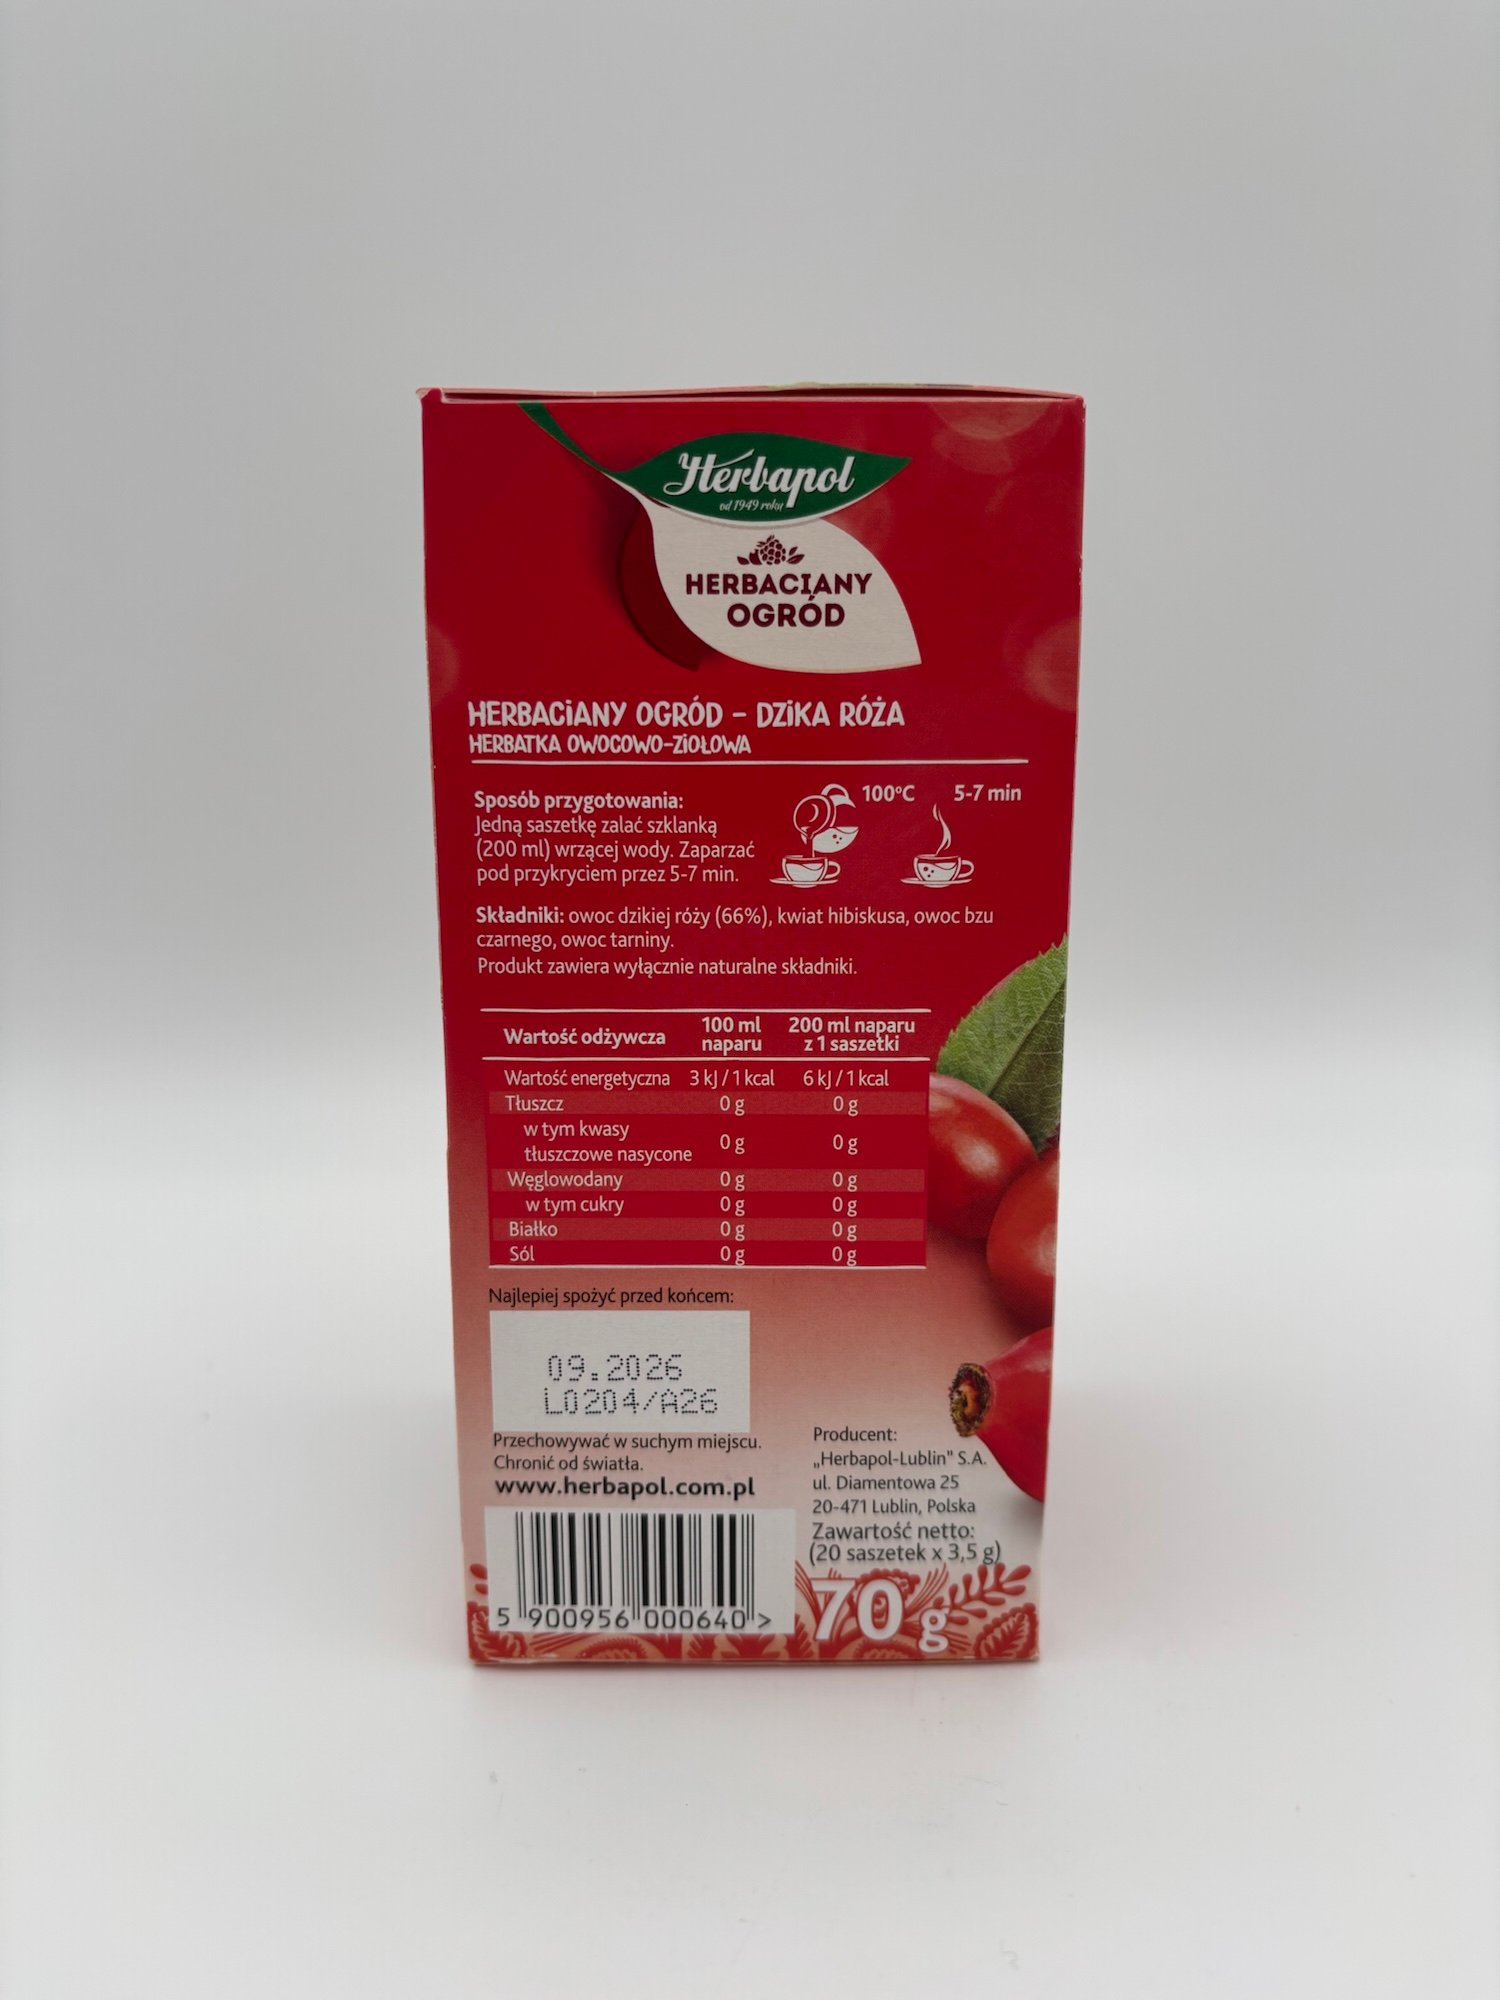 Herbapol
od 1949 roku
HERBACIANY
OGRÓD
HERBACIANY OGRÓD - DZIKA RÓŻA
HERBATKA OWOCOWO-ZIOŁOWA
Sposób przygotowania:
Jedną saszetkę zalać szklanką
(200 ml) wrzącej wody. Zaparzać
pod przykryciem przez 5-7 min.
100°C 5-7 min
Składniki: owoc dzikiej róży (66%), kwiat hibiskusa, owoc bzu
czarnego, owoc tarniny.
Produkt zawiera wyłącznie naturalne składniki.
Wartość odżywcza 100 ml naparu 200 ml naparu z 1 saszetki
Wartość energetyczna 3 kJ / 1 kcal 6 kJ / 1 kcal
Tłuszcz 0 g 0 g
w tym kwasy
tłuszczowe nasycone 0 g 0 g
Węglowodany 0 g 0 g
w tym cukry 0 g 0 g
Białko 0 g 0 g
Sól 0 g 0 g
Najlepiej spożyć przed końcem:
09.2026
L0204/A26
Przechowywać w suchym miejscu.
Chronić od światła.
www.herbapol.com.pl
5 900956 000640 >
Producent:
„Herbapol-Lublin" S.A.
ul. Diamentowa 25
20-471 Lublin, Polska
Zawartość netto:
(20 saszetek x 3,5 g)
70 g